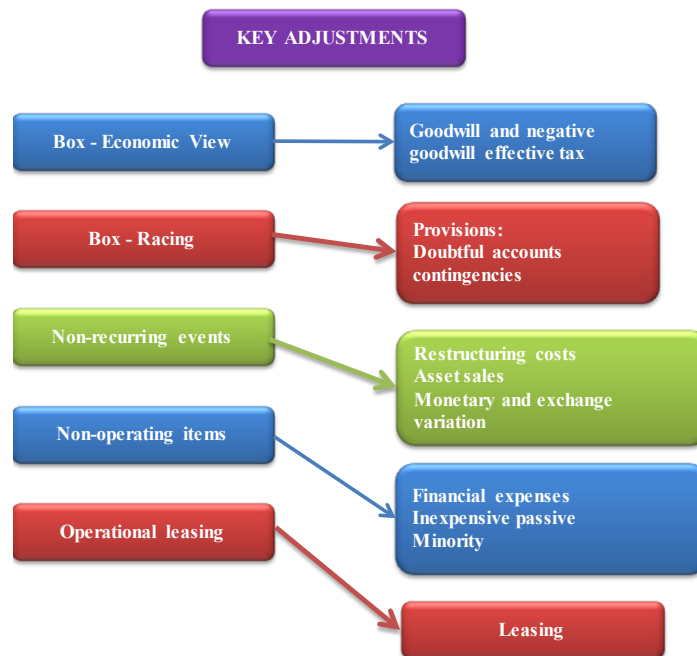 KEY ADJUSTMENTS
Box - Economic View
Goodwill and negative
goodwill effective tax
Box - Racing
Provisions:
Doubtful accounts
contingencies
Non-recurring events
Restructuring costs
Asset sales
Monetary and exchange
variation
Non-operating items
Financial expenses
Inexpensive passive
Minority
Operational leasing
Leasing